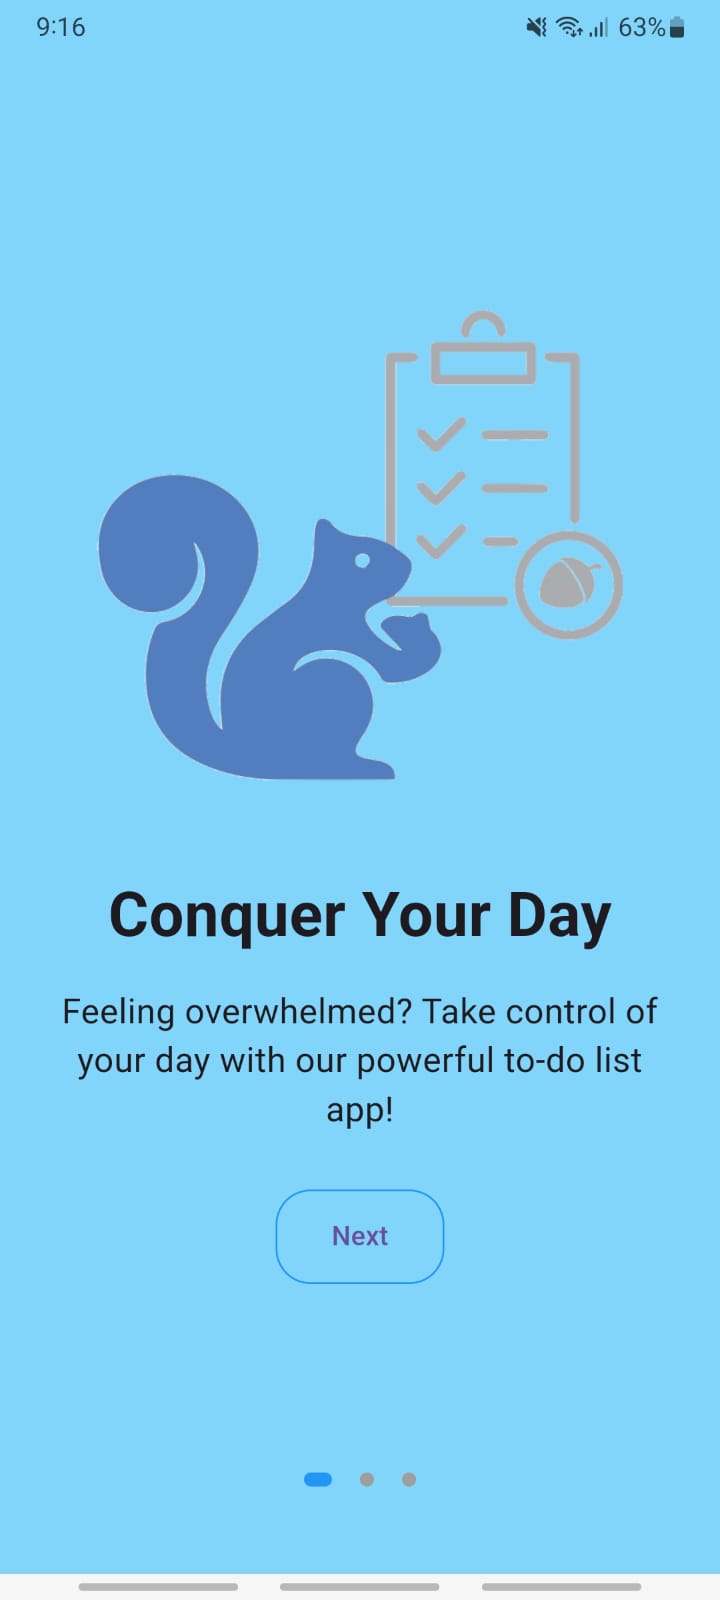 9:16
63%
Conquer Your Day
Feeling overwhelmed? Take control of
your day with our powerful to-do list
app!
Next